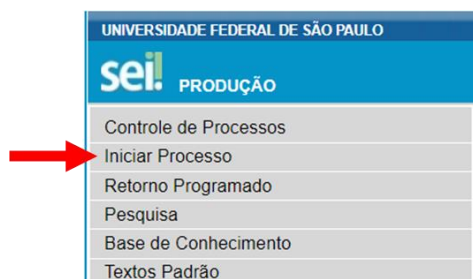 UNIVERSIDADE FEDERAL DE SÃO PAULO
sei! PRODUÇÃO
Controle de Processos
Iniciar Processo
Retorno Programado
Pesquisa
Base de Conhecimento
Textos Padrão